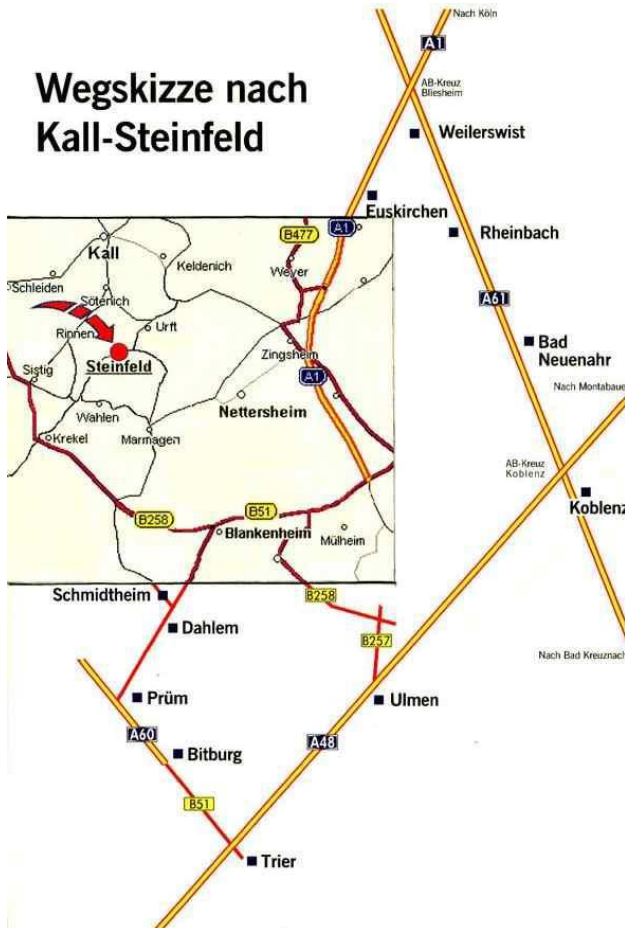 Nach Köln
A1
Wegskizze nach
Kall-Steinfeld
AB-Kreuz
Bliesheim
Weilerswist
Euskirchen
A1
B477
Rheinbach
Kall
Keldenich
Weyer
Schleiden
Sötenich
A61
Rinnen
Urft
Bad
Neuenahr
Zingsheim
Steinfeld
Sistig
A1
Nach Montabauer
Nettersheim
Wahlen
Krekel
Marmagen
AB-Kreuz
Koblenz
Koblenz
B258
B51
Blankenheim
Mülheim
Schmidtheim
B258
Dahlem
B257
Nach Bad Kreuznach
Prüm
Ulmen
A60
A48
Bitburg
B51
Trier